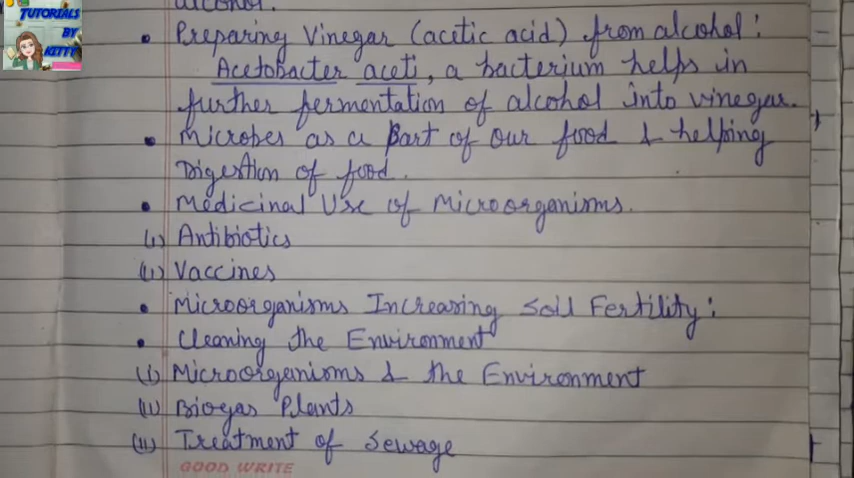 TUTORIALS
BY
KITTY
alcohol.
• Preparing Vinegar (acetic acid) from alcohol:
Acetobacter aceti, a bacterium helps in
further fermentation of alcohol into vinegar.
• Microbes as a Part of our food & helping
Digestion of food.
• Medicinal Use of Microorganisms.
(i) Antibiotics
(ii) Vaccines
• Microorganisms Increasing Soil Fertility:
• Cleaning the Environment
(i) Microorganisms & the Environment
(ii) Biogas Plants
(iii) Treatment of Sewage
GOOD WRITE